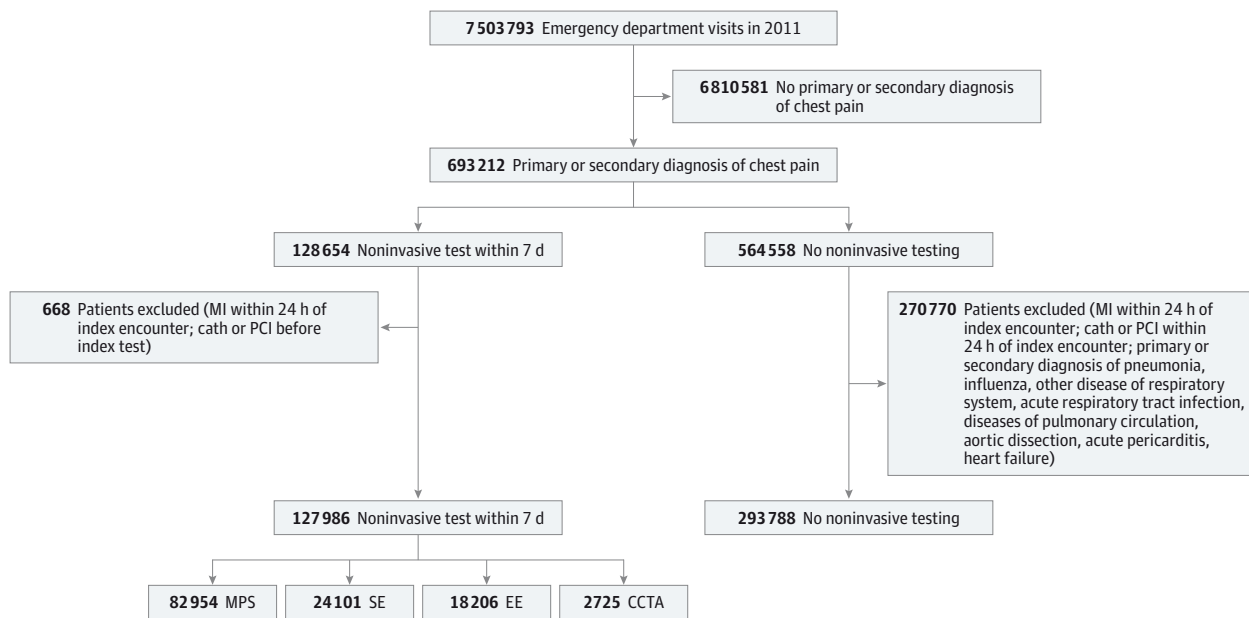 7503793 Emergency department visits in 2011
6810581 No primary or secondary diagnosis
of chest pain
693212 Primary or secondary diagnosis of chest pain
128654 Noninvasive test within 7 d
564558 No noninvasive testing
668 Patients excluded (MI within 24 h of
index encounter; cath or PCI before
index test)
270770 Patients excluded (MI within 24 h of
index encounter; cath or PCI within
24 h of index encounter; primary or
secondary diagnosis of pneumonia,
influenza, other disease of respiratory
system, acute respiratory tract infection,
diseases of pulmonary circulation,
aortic dissection, acute pericarditis,
heart failure)
127986 Noninvasive test within 7 d
293788 No noninvasive testing
82954 MPS
24101 SE
18206 EE
2725 CCTA